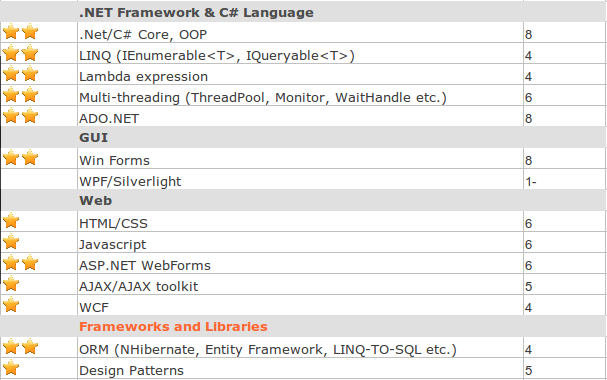 .NET Framework & C# Language
.Net/C# Core, OOP 8
LINQ (IEnumerable<T>, IQueryable<T>) 4
Lambda expression 4
Multi-threading (ThreadPool, Monitor, WaitHandle etc.) 6
ADO.NET 8
GUI
Win Forms 8
WPF/Silverlight 1-
Web
HTML/CSS 6
Javascript 6
ASP.NET WebForms 6
AJAX/AJAX toolkit 5
WCF 4
Frameworks and Libraries
ORM (NHibernate, Entity Framework, LINQ-TO-SQL etc.) 4
Design Patterns 5